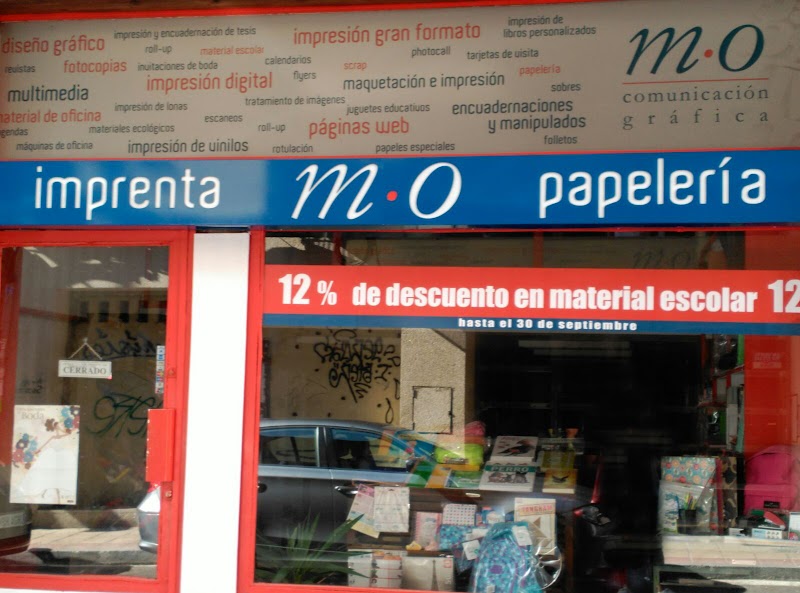 diseño gráfico
impresión y encuadernación de tesis
impresión gran formato
impresión de
libros personalizados
revistas
roll-up
material escolar
photocall
tarjetas de visita
fotocopias
invitaciones de boda
calendarios
scrap
papelería
multimedia
impresión digital
flyers
maquetación e impresión
sobres
material de oficina
impresión de lonas
tratamiento de imágenes
juguetes educativos
encuadernaciones
y manipulados
agendas
materiales ecológicos
escaneos
roll-up
páginas web
folletos
máquinas de oficina
impresión de vinilos
rotulación
papeles especiales
m·o
comunicación
gráfica
imprenta m·o papelería
12 % de descuento en material escolar 12
hasta el 30 de septiembre
CERRADO